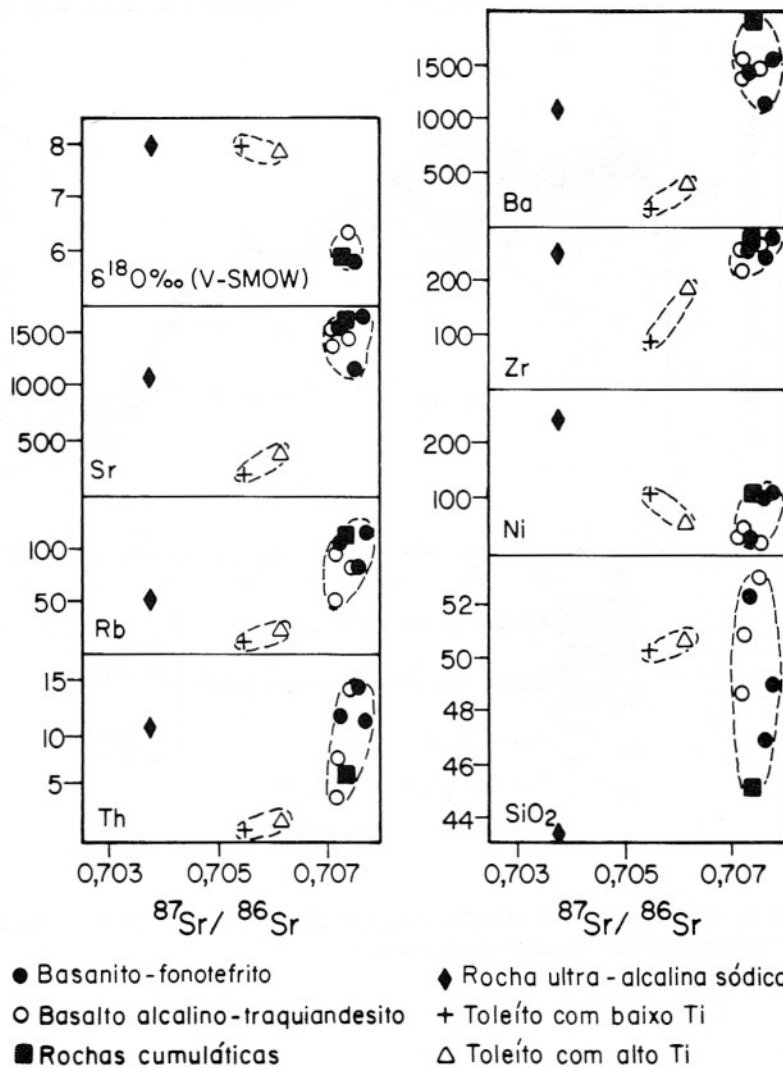 8
7
6
δ¹⁸O‰ (V-SMOW)
1500
1000
500
Sr
100
50
Rb
15
10
5
Th
0,703 0,705 0,707
⁸⁷Sr/ ⁸⁶Sr
1500
1000
500
Ba
200
100
Zr
200
100
Ni
52
50
48
46
44
SiO₂
0,703 0,705 0,707
⁸⁷Sr/ ⁸⁶Sr
Basanito-fonotefrito
Basalto alcalino-traquiandesito
Rochas cumuláticas
Rocha ultra-alcalina sódica
Toleíto com baixo Ti
Toleíto com alto Ti